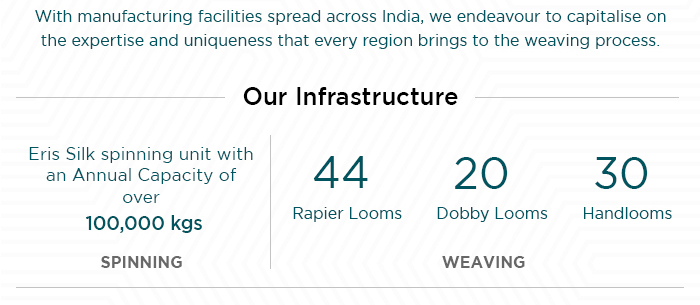 With manufacturing facilities spread across India, we endeavour to capitalise on
the expertise and uniqueness that every region brings to the weaving process.
Our Infrastructure
Eris Silk spinning unit with
an Annual Capacity of
over
100,000 kgs
SPINNING
44
Rapier Looms
20
Dobby Looms
30
Handlooms
WEAVING